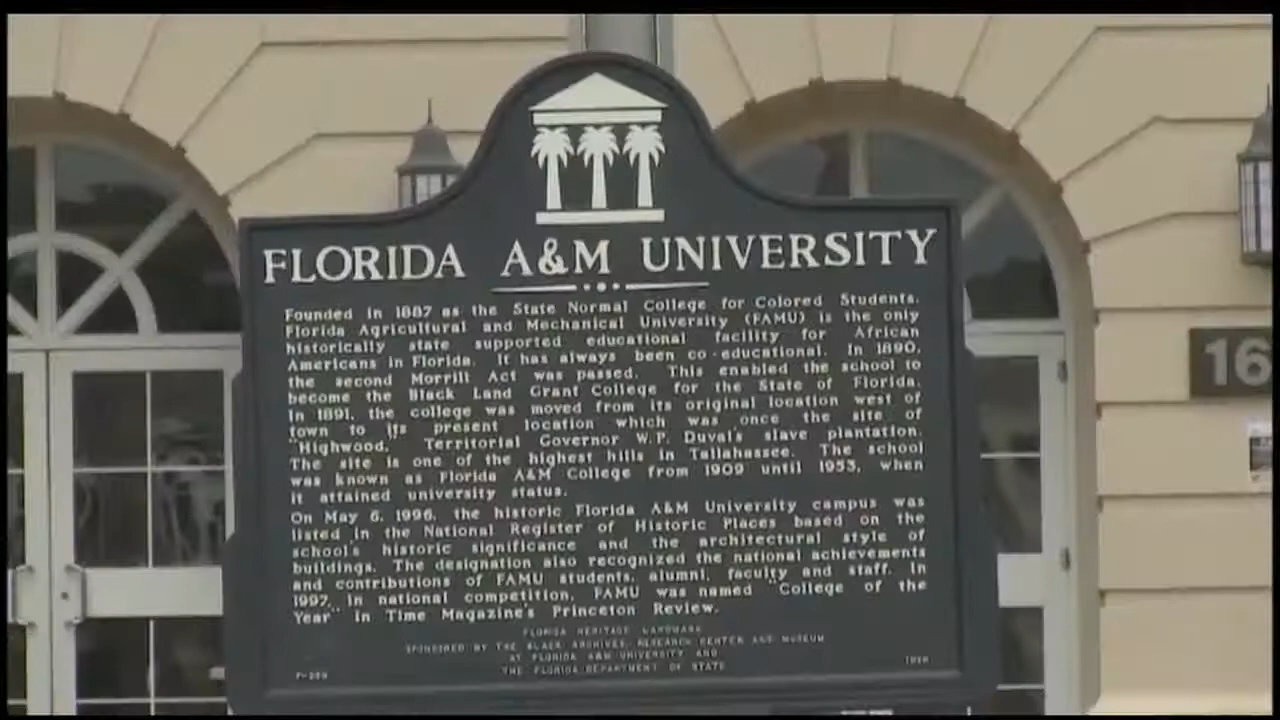 FLORIDA A&M UNIVERSITY
Founded in 1887 as the State Normal College for Colored Students,
Florida Agricultural and Mechanical University (FAMU) is the only
historically state supported educational facility for African
Americans in Florida. It has always been co-educational. In 1890,
the second Morrill Act was passed. This enabled the school to
become the Black Land Grant College for the State of Florida.
In 1891, the college was moved from its original location west of
town to its present location which was once the site of
"Highwood," Territorial Governor W.P. Duval's slave plantation.
The site is one of the highest hills in Tallahassee. The school
was known as Florida A&M College from 1909 until 1953, when
it attained university status.
On May 6, 1996, the historic Florida A&M University campus was
listed in the National Register of Historic Places based on the
school's historic significance and the architectural style of
buildings. The designation also recognized the national achievements
and contributions of FAMU students, alumni, faculty and staff. In
1997, in national competition, FAMU was named "College of the
Year" in Time Magazine's Princeton Review.
FLORIDA HERITAGE LANDMARK
SPONSORED BY THE BLACK ARCHIVES, RESEARCH CENTER AND MUSEUM
AT FLORIDA A&M UNIVERSITY AND
THE FLORIDA DEPARTMENT OF STATE
16